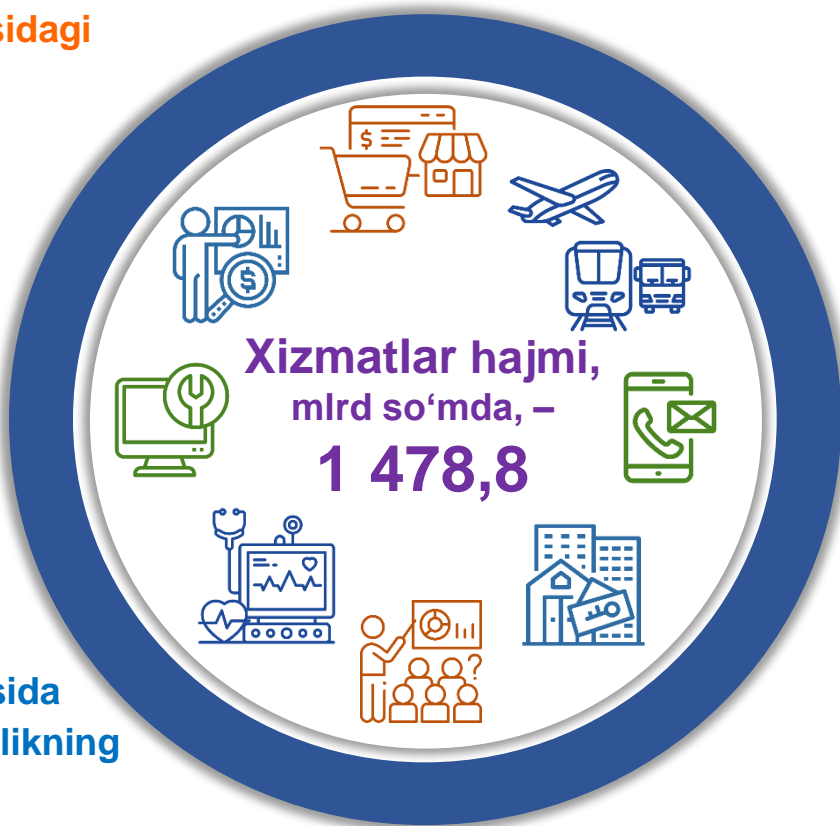 sidagi
Xizmatlar hajmi,
mlrd so‘mda, –
1 478,8
sida
likning